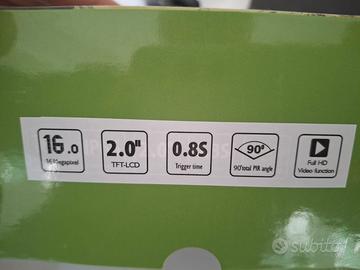 16.0
16 Megapixel
2.0"
TFT-LCD
0.8S
Trigger time
90°
90°total PIR angle
Full HD
Video function
subito